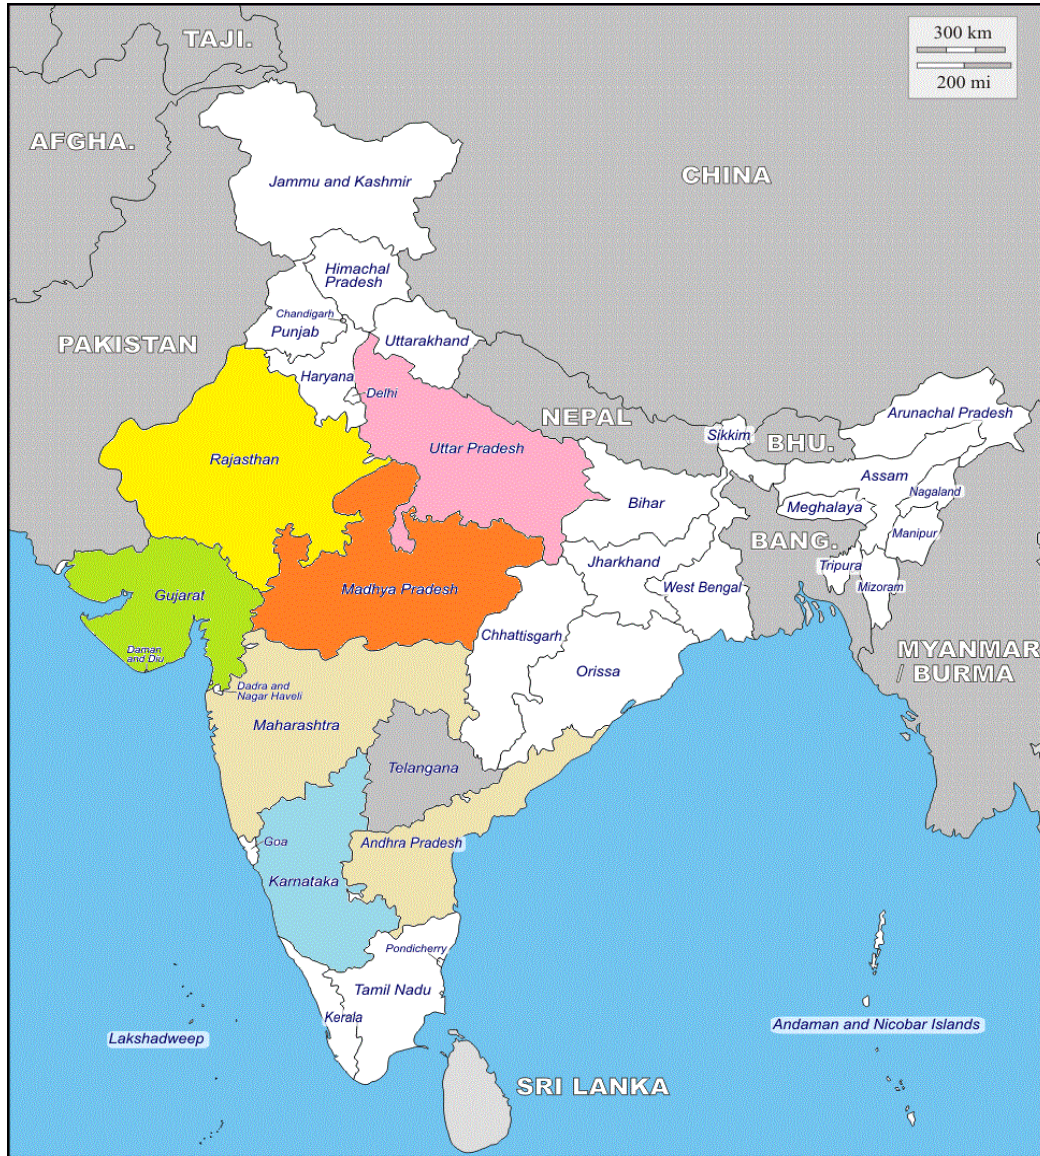 TAJI.
300 km
200 mi
AFGHA.
CHINA
Jammu and Kashmir
Himachal
Pradesh
Chandigarh
Punjab
PAKISTAN
Uttarakhand
Haryana
Delhi
NEPAL
Arunachal Pradesh
Sikkim
BHU.
Uttar Pradesh
Rajasthan
Assam
Nagaland
Bihar
Meghalaya
Manipur
BANG.
Jharkhand
Tripura
Mizoram
West Bengal
Madhya Pradesh
Gujarat
Chhattisgarh
Daman
and Diu
MYANMAR
/ BURMA
Orissa
Dadra and
Nagar Haveli
Maharashtra
Telangana
Goa
Andhra Pradesh
Karnataka
Pondicherry
Tamil Nadu
Kerala
Lakshadweep
Andaman and Nicobar Islands
SRI LANKA